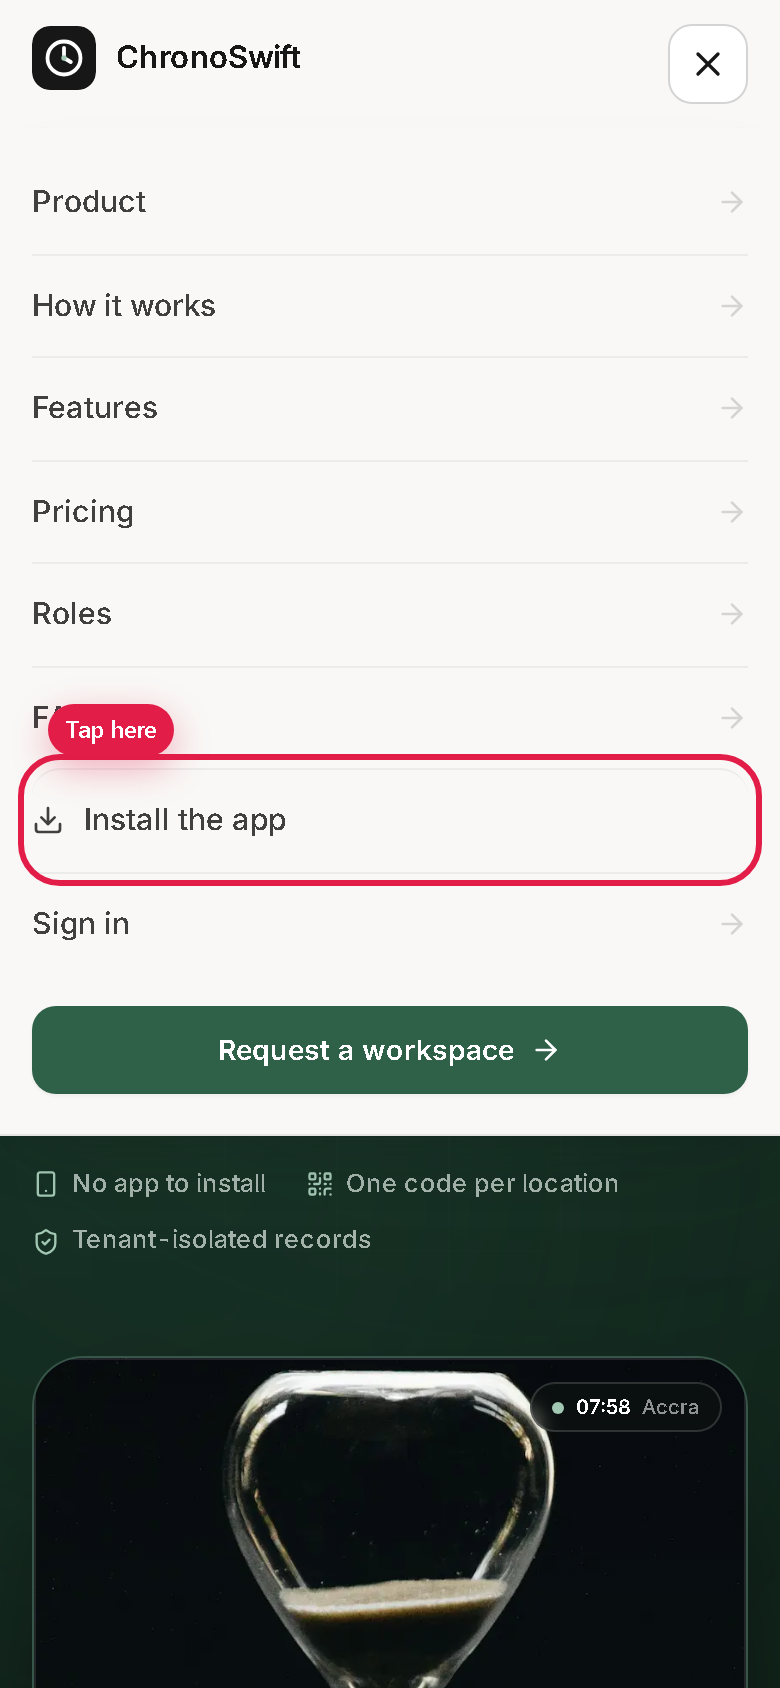 ChronoSwift
Product
How it works
Features
Pricing
Roles
Tap here
Install the app
Sign in
Request a workspace
No app to install
One code per location
Tenant-isolated records
07:58 Accra